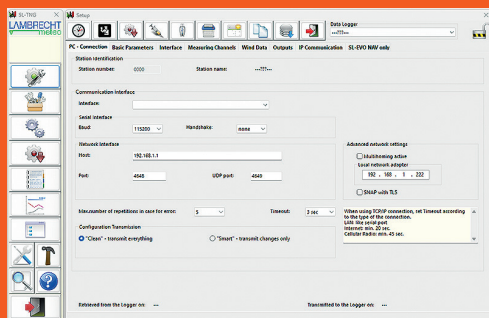 SL-TNG
LAMBRECHT
meteo
Setup
Data Logger
---???---
PC - Connection Basic Parameters Interface Measuring Channels Wind Data Outputs IP Communication SL-EVO NAV only
Station Identification
Station number: 0000 Station name: ---???---
Communication Interface
Interface:
Serial Interface
Baud: 115200 Handshake: none
Network Interface
Host: 192.168.1.1
Port: 4848 UDP port: 4849
Advanced network settings
Multihoming active
Local network adapter
192 . 168 . 1 . 222
SHAP with TLS
Max.number of repetitions in case for error: 5 Timeout: 3 sec
When using TCP/IP connection, set Timeout according
to the type of the connection.
LAN: like serial port
Internet: min. 20 sec.
Cellular Radio: min. 45 sec.
Configuration Transmission
"Clean" - transmit everything "Smart" - transmit changes only
Retrieved from the Logger on: --- Transmitted to the Logger on: ---